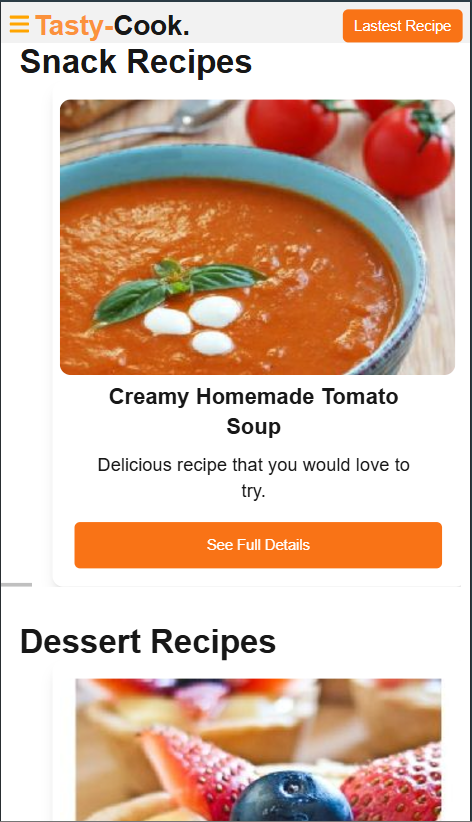 Tasty-Cook.
Lastest Recipe
Snack Recipes
Creamy Homemade Tomato
Soup
Delicious recipe that you would love to
try.
See Full Details
Dessert Recipes